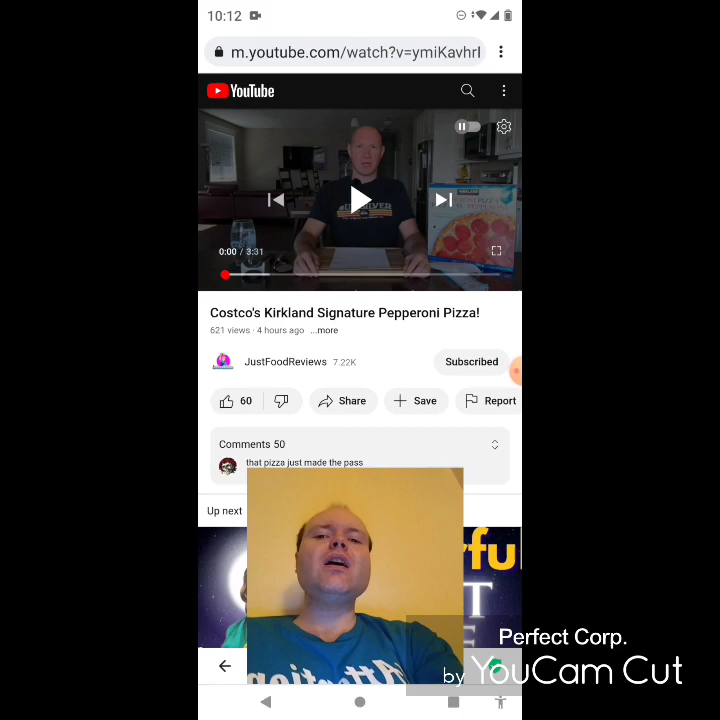 10:12
m.youtube.com/watch?v=ymiKavhrl
YouTube
KIRKLAND
0:00 / 3:31
Costco's Kirkland Signature Pepperoni Pizza!
621 views · 4 hours ago ...more
JustFoodReviews 7.22K
Subscribed
60
Share
Save
Report
Comments 50
that pizza just made the pass
Up next
Attention
Perfect Corp.
by YouCam Cut